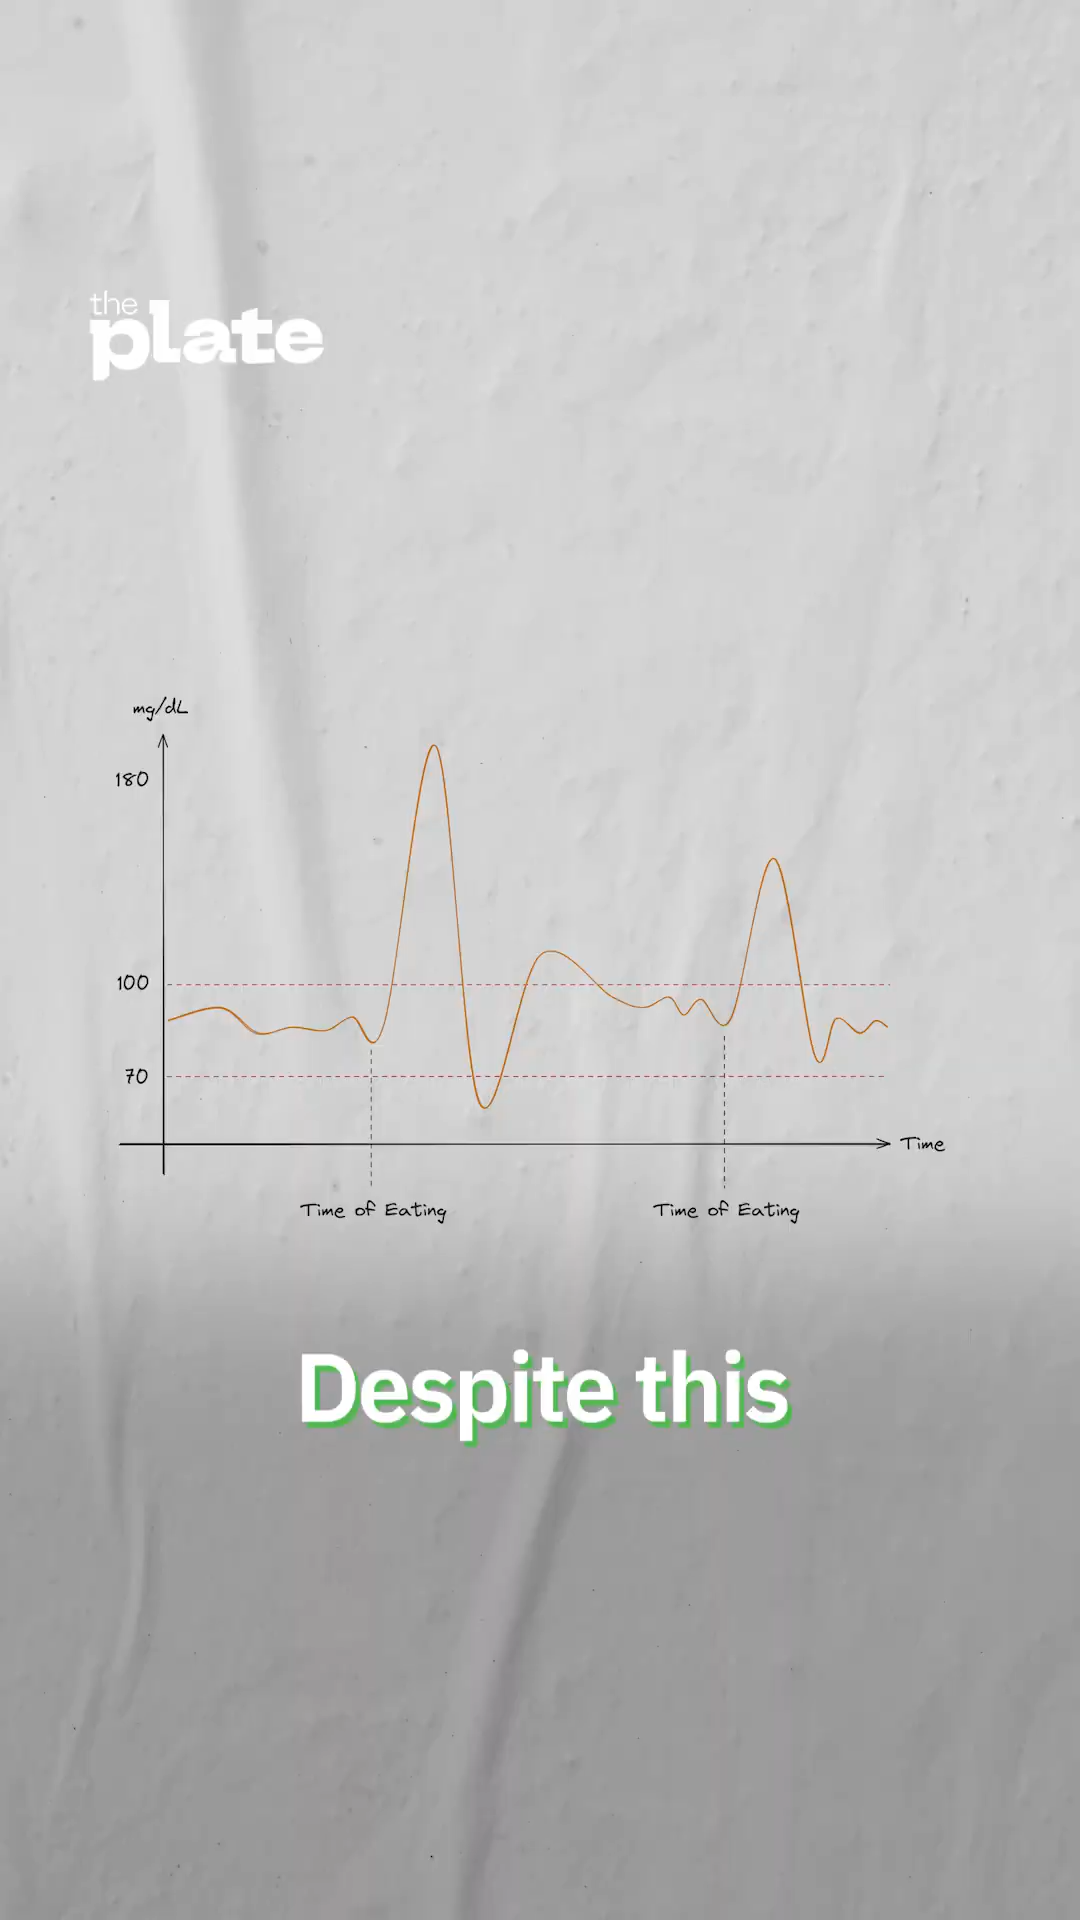 the
plate
mg/dL
180
100
70
Time
Time of Eating
Time of Eating
Despite this